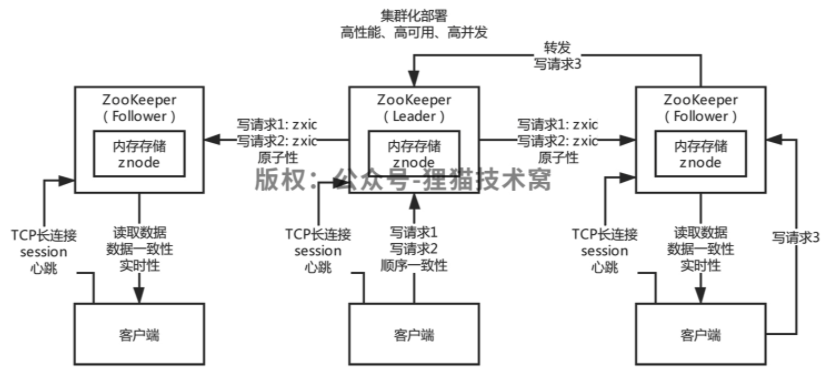 集群化部署
高性能、高可用、高并发
转发
写请求3
ZooKeeper
（Follower）
内存存储
znode
写请求1: zxic
写请求2: zxic
原子性
ZooKeeper
（Leader）
内存存储
znode
写请求1: zxic
写请求2: zxic
原子性
ZooKeeper
（Follower）
内存存储
znode
版权：公众号-狸猫技术窝
TCP长连接
session
心跳
读取数据
数据一致性
实时性
TCP长连接
session
心跳
写请求1
写请求2
顺序一致性
TCP长连接
session
心跳
读取数据
数据一致性
实时性
写请求3
客户端
客户端
客户端